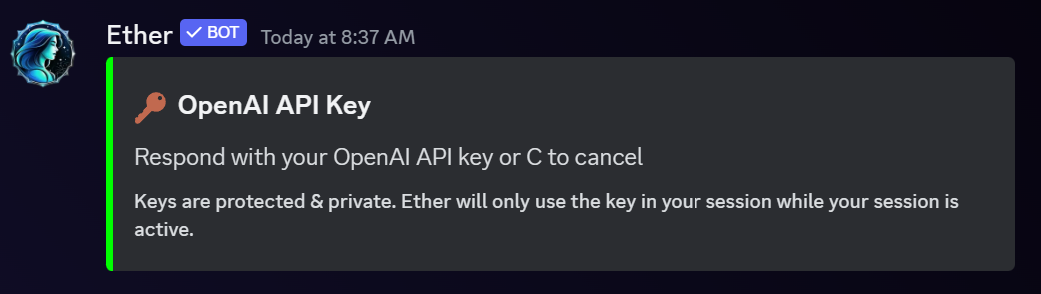 Ether ✓ BOT Today at 8:37 AM
OpenAI API Key
Respond with your OpenAI API key or C to cancel
Keys are protected & private. Ether will only use the key in your session while your session is
active.